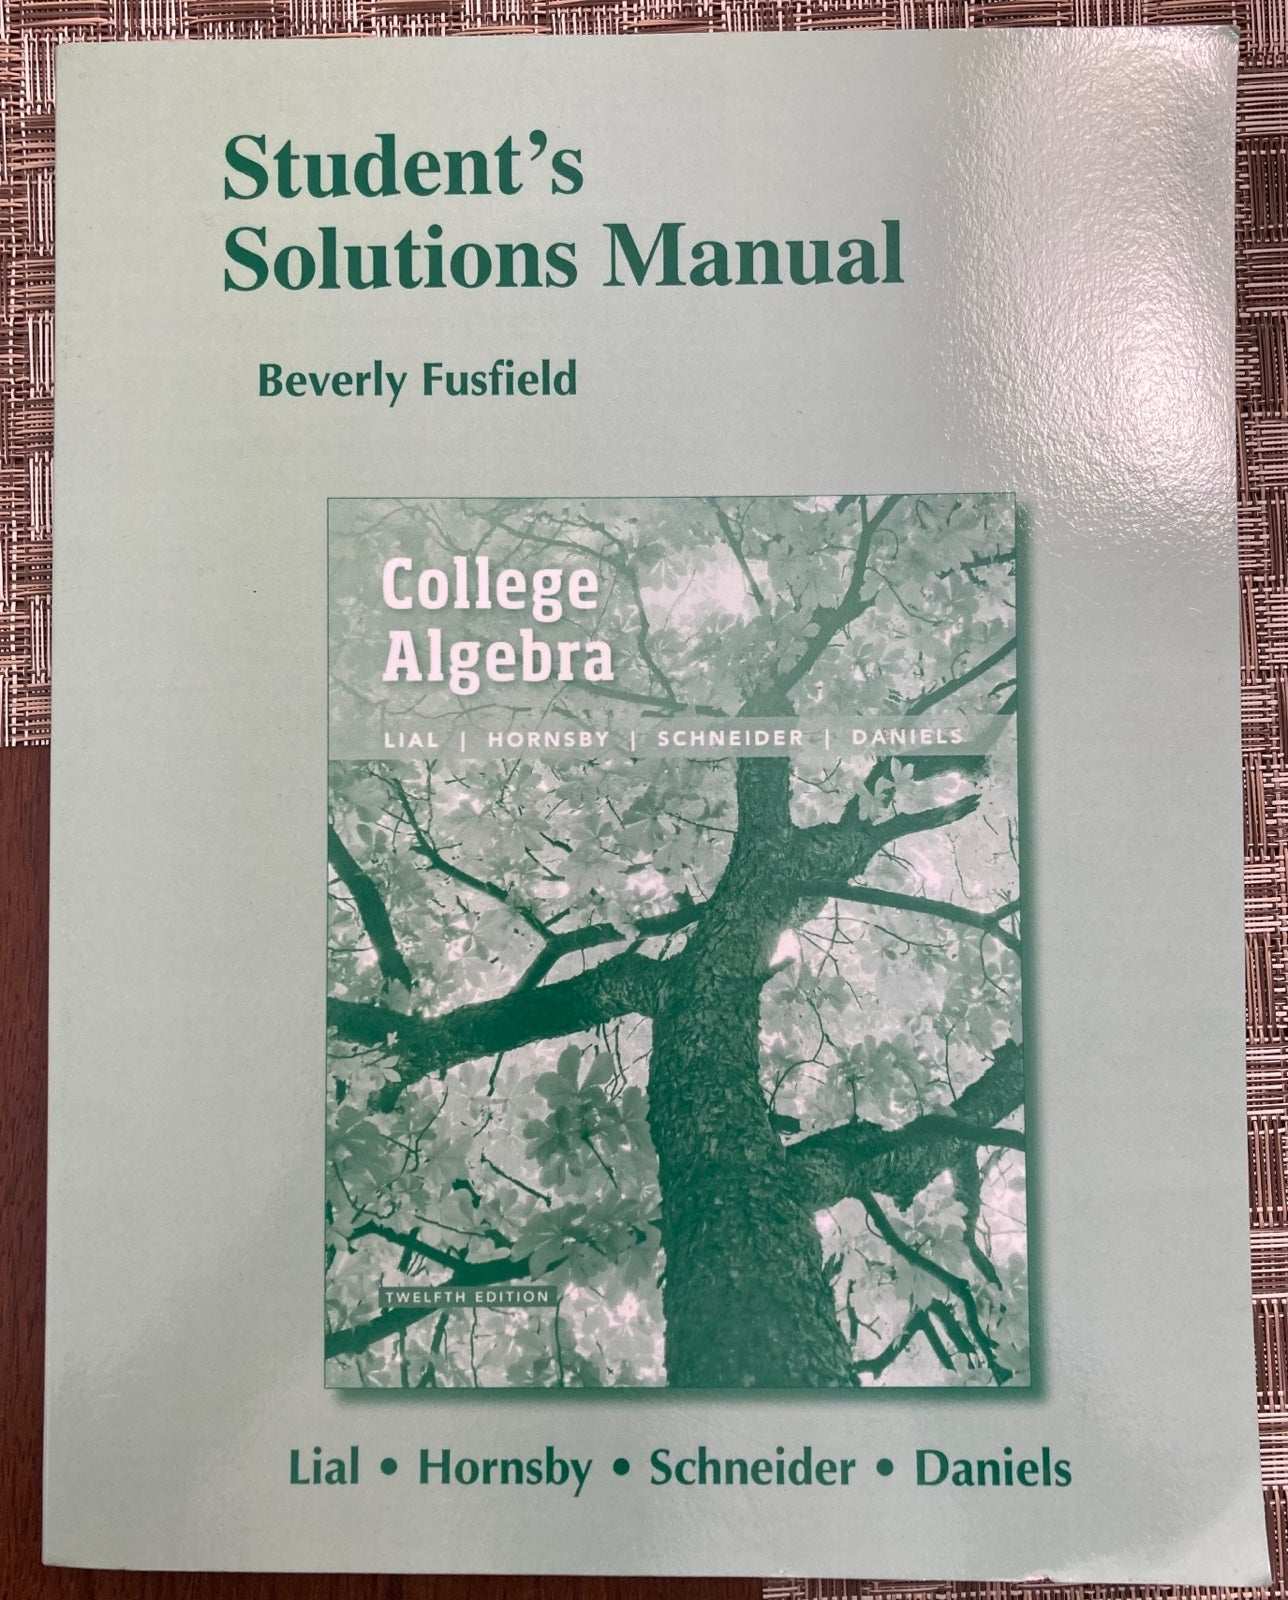 Student’s
Solutions Manual
Beverly Fusfield
College
Algebra
LIAL | HORNSBY | SCHNEIDER | DANIELS
TWELFTH EDITION
Lial • Hornsby • Schneider • Daniels